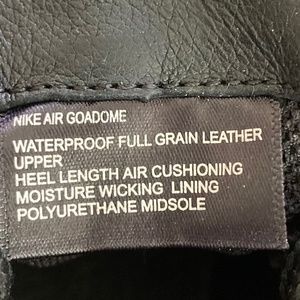 NIKE AIR GOADOME
WATERPROOF FULL GRAIN LEATHER
UPPER
HEEL LENGTH AIR CUSHIONING
MOISTURE WICKING LINING
POLYURETHANE MIDSOLE